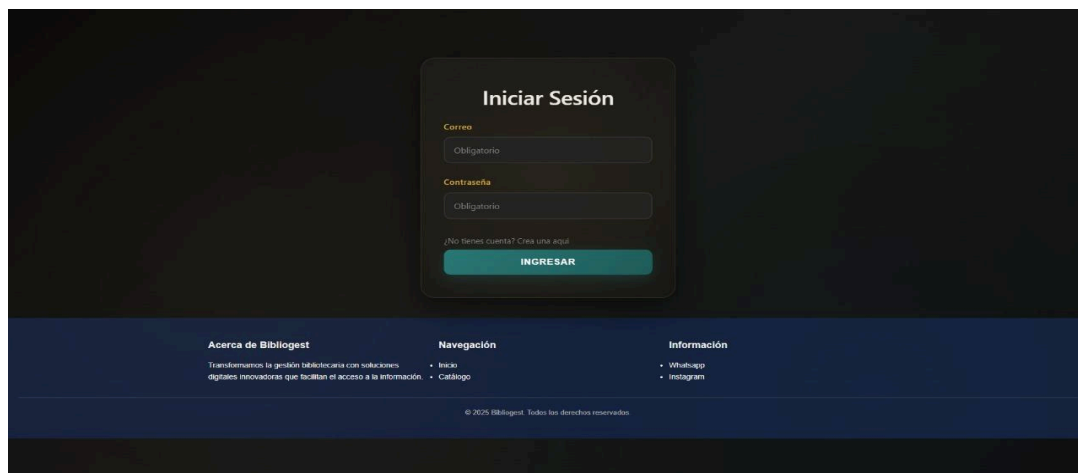 Iniciar Sesión
Correo
Obligatorio
Contraseña
Obligatorio
¿No tienes cuenta? Crea una aquí
INGRESAR
Acerca de Bibliogest
Transformamos la gestión bibliotecaria con soluciones
digitales innovadoras que facilitan el acceso a la información.
Navegación
• Inicio
• Catálogo
Información
• Whatsapp
• Instagram
© 2025 Bibliogest. Todos los derechos reservados.